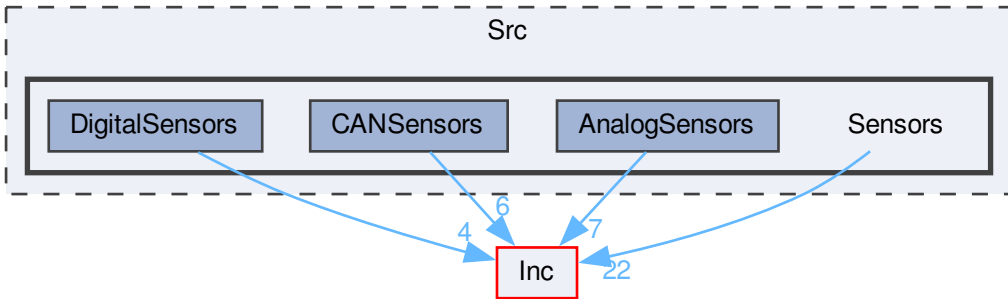 Src
DigitalSensors
CANSensors
AnalogSensors
Sensors
4
6
7
22
Inc